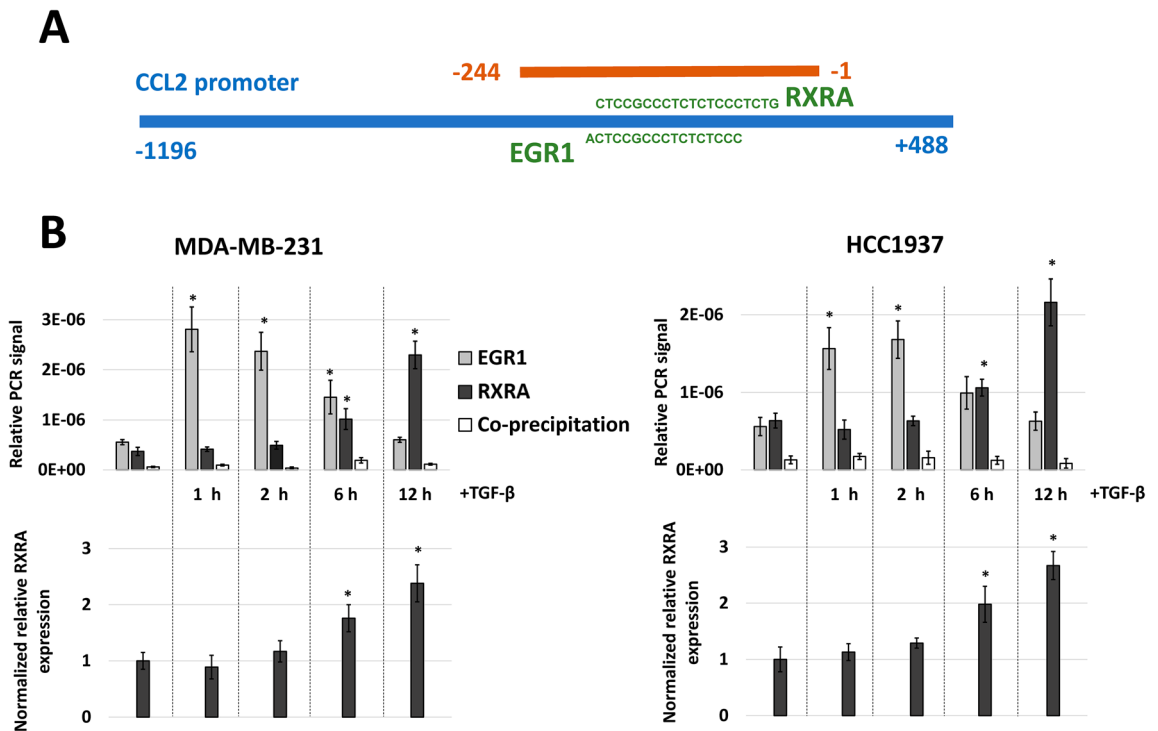 A
-244
-1
CCL2 promoter
CTCCGCCCTCTCTCCCTCTG RXRA
-1196
EGR1
ACTCCGCCCTCTCTCCC
+488
B
MDA-MB-231
HCC1937
Relative PCR signal
3E-06
2E-06
1E-06
0E+00
*
*
*
*
*
EGR1
RXRA
Co-precipitation
1 h
2 h
6 h
12 h
+TGF-β
Relative PCR signal
2E-06
1E-06
0E+00
*
*
*
*
1 h
2 h
6 h
12 h
+TGF-β
Normalized relative RXRA
expression
3
2
1
0
*
*
Normalized relative RXRA
expression
3
2
1
0
*
*